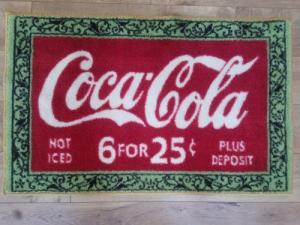 Coca-Cola
NOT ICED
6 FOR 25¢
PLUS DEPOSIT